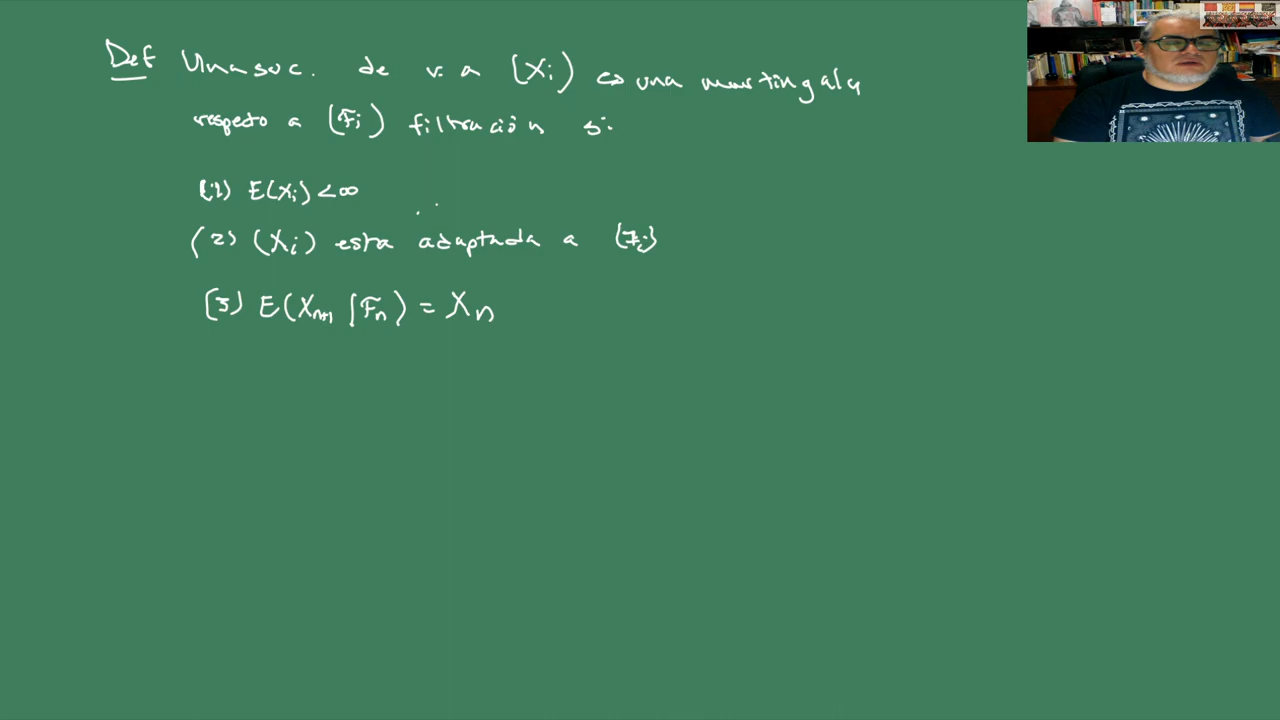 Def Una suc. de v. a (Xi) es una martingala
respeto a (Fi) filtración si:
(1) E(Xi) < ∞
(2) (Xi) esta adaptada a (Fi)
(3) E(Xn+1 | Fn) = Xn